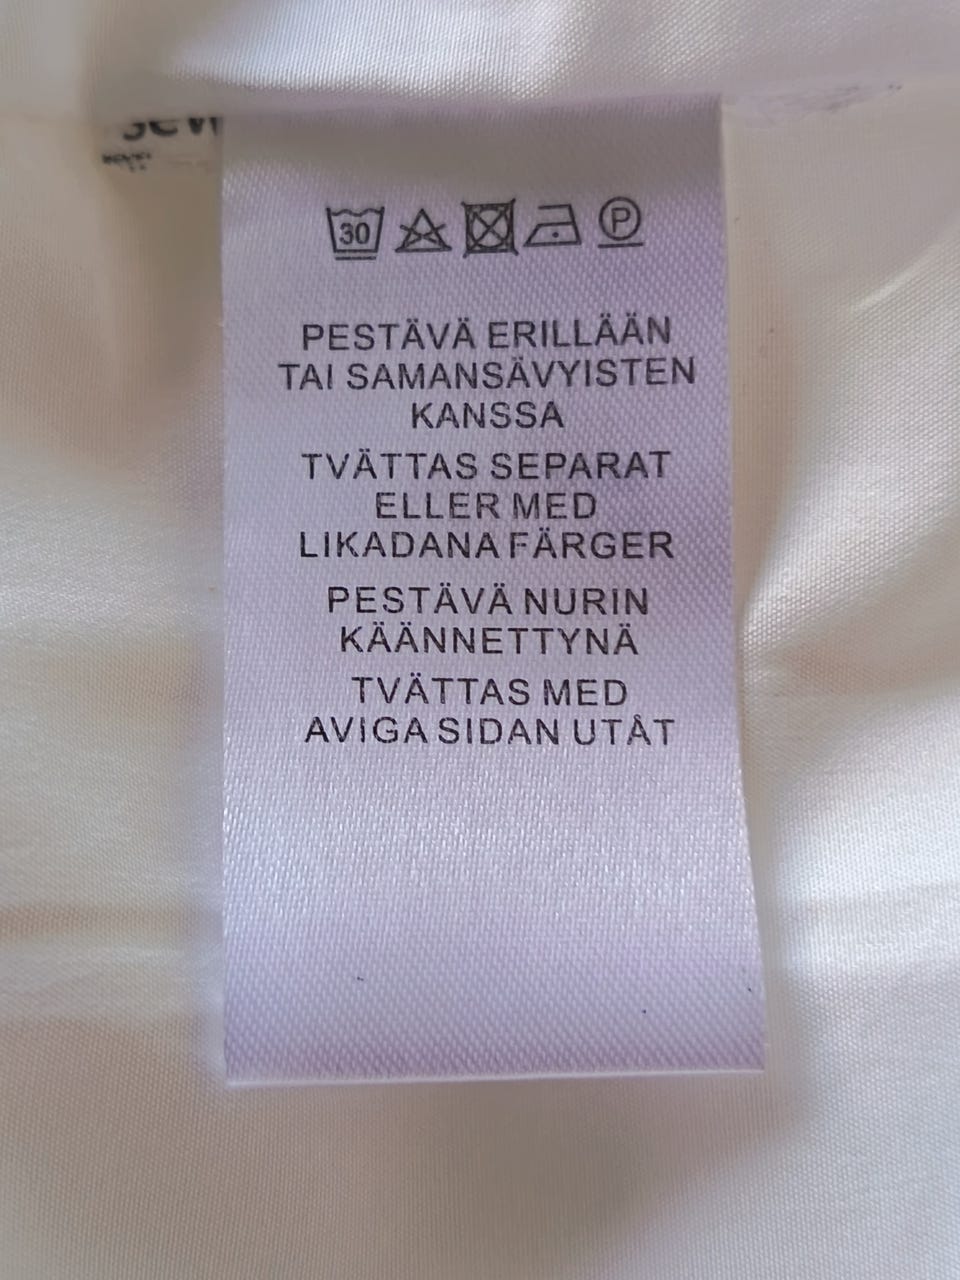 30
P
PESTÄVÄ ERILLÄÄN
TAI SAMANSÄVYISTEN
KANSSA
TVÄTTAS SEPARAT
ELLER MED
LIKADANA FÄRGER
PESTÄVÄ NURIN
KÄÄNNETTYNÄ
TVÄTTAS MED
AVIGA SIDAN UTÅT